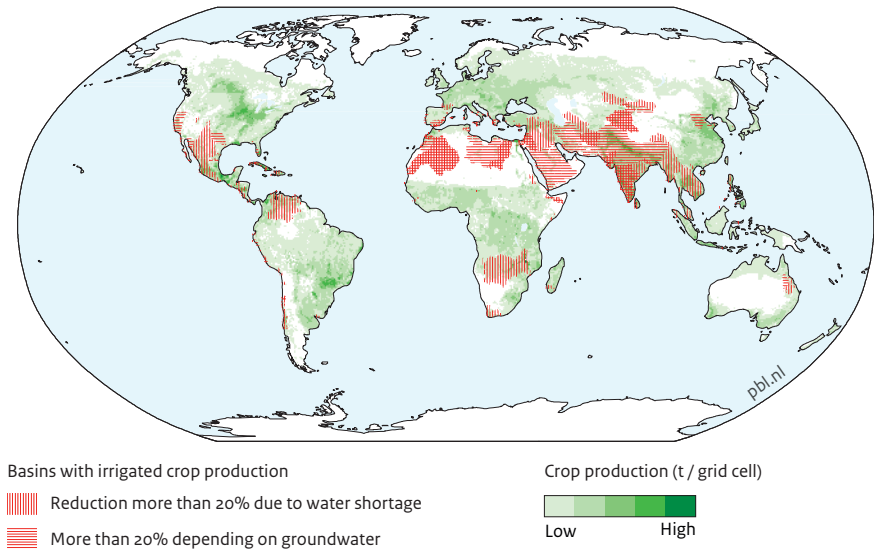 pbl.nl
Basins with irrigated crop production
Reduction more than 20% due to water shortage
More than 20% depending on groundwater
Crop production (t / grid cell)
Low High